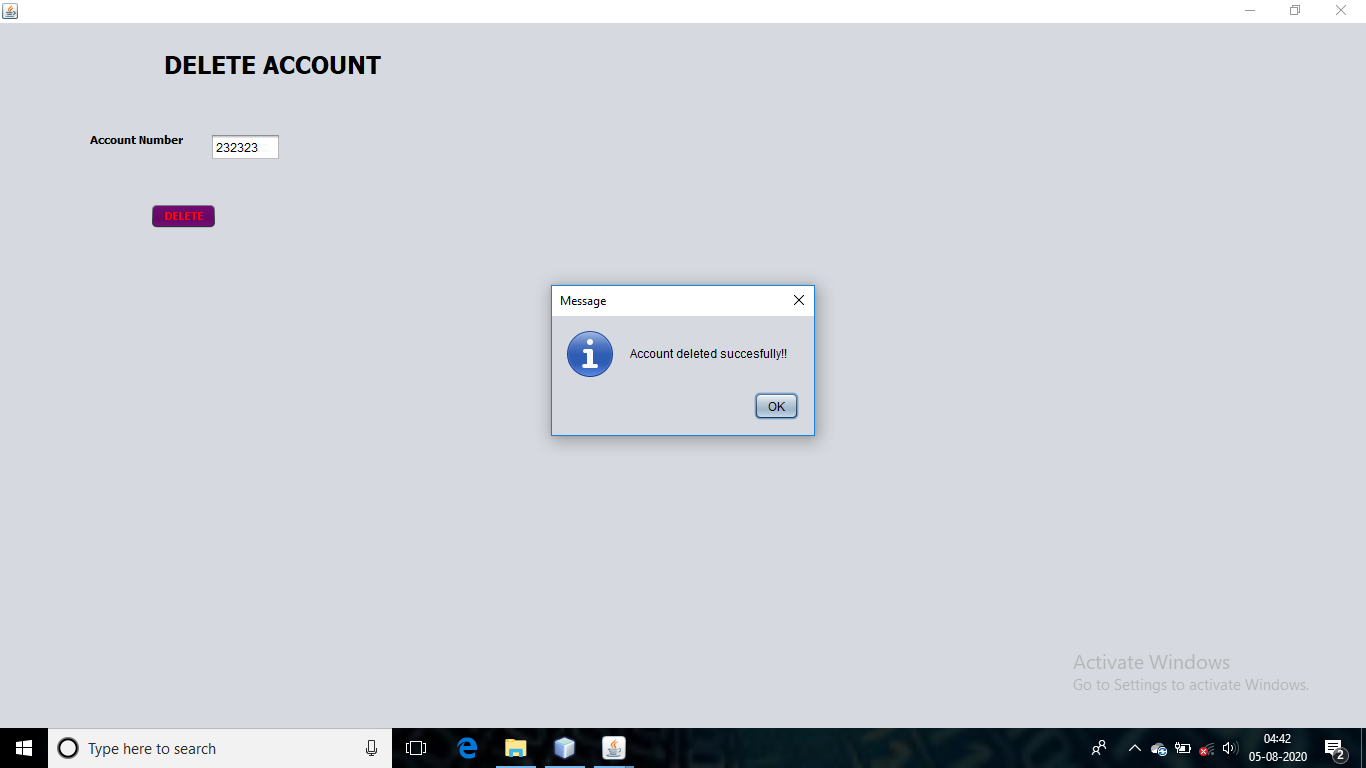 DELETE ACCOUNT
Account Number
232323
DELETE
Message
Account deleted succesfully!!
OK
Activate Windows
Go to Settings to activate Windows.
Type here to search
04:42
05-08-2020
2